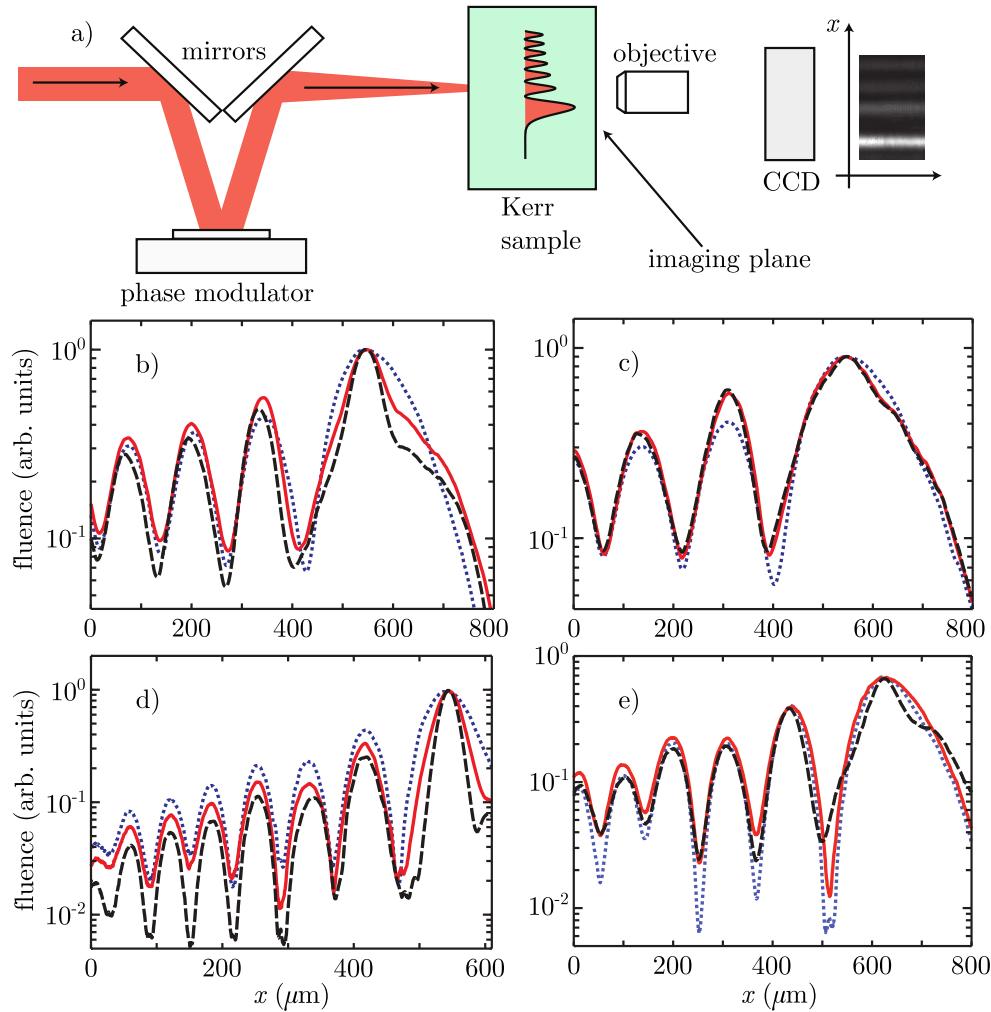 a)
mirrors
objective
x
CCD
Kerr
sample
imaging plane
phase modulator
b)
fluence (arb. units)
10^0
10^-1
0 200 400 600 800
c)
10^0
10^-1
0 200 400 600 800
d)
fluence (arb. units)
10^0
10^-1
10^-2
0 200 400 600
x (μm)
e)
10^0
10^-1
10^-2
0 200 400 600 800
x (μm)